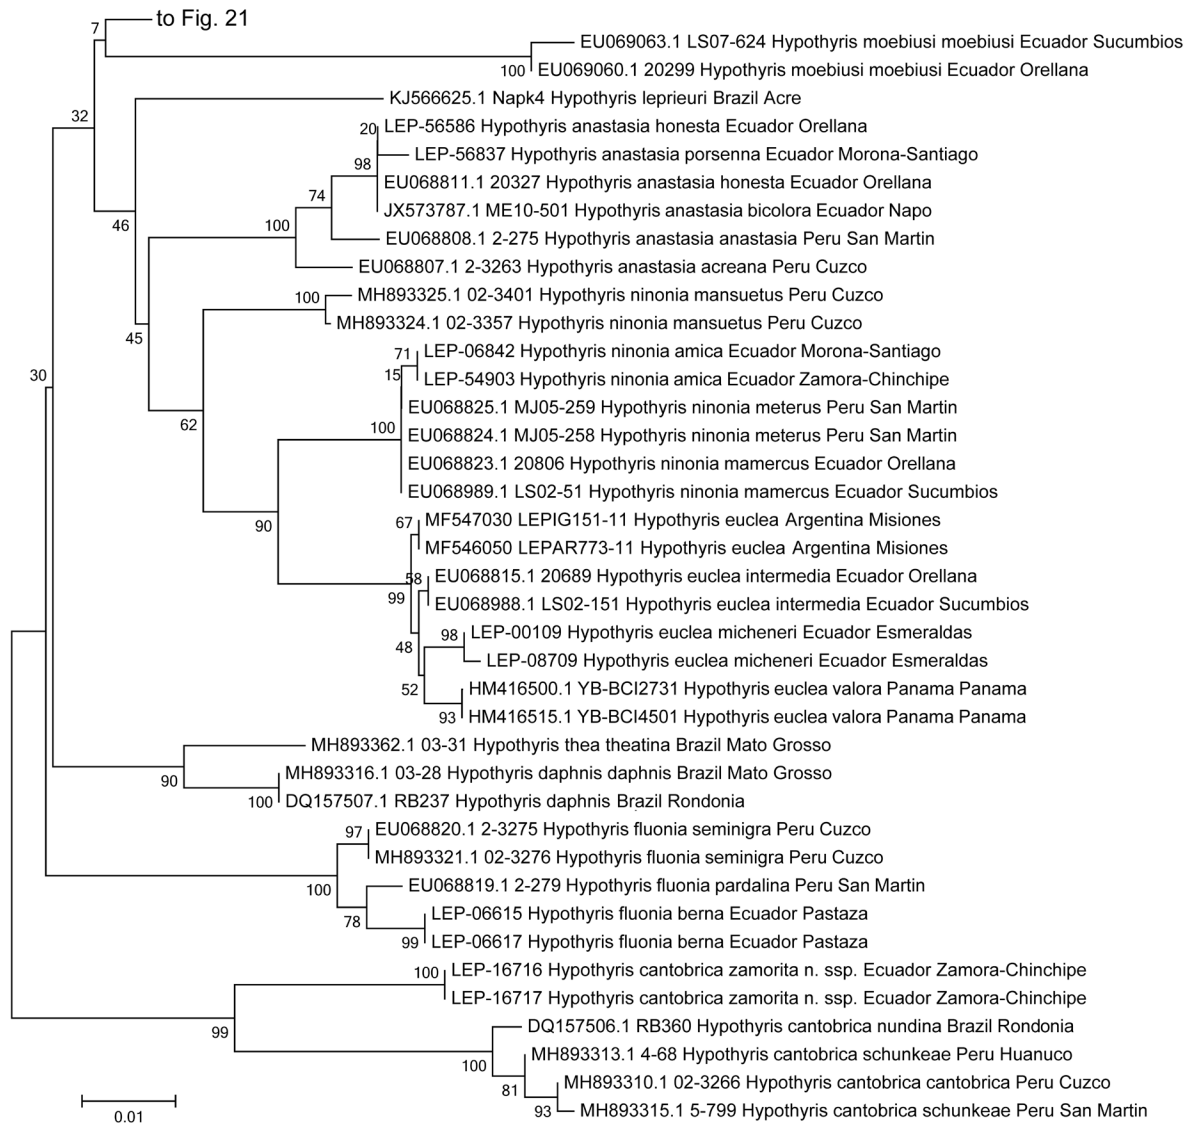 to Fig. 21
7
EU069063.1 LS07-624 Hypothyris moebiusi moebiusi Ecuador Sucumbios
100
EU069060.1 20299 Hypothyris moebiusi moebiusi Ecuador Orellana
KJ566625.1 Napk4 Hypothyris leprieuri Brazil Acre
32
20
LEP-56586 Hypothyris anastasia honesta Ecuador Orellana
LEP-56837 Hypothyris anastasia porsenna Ecuador Morona-Santiago
98
EU068811.1 20327 Hypothyris anastasia honesta Ecuador Orellana
74
JX573787.1 ME10-501 Hypothyris anastasia bicolora Ecuador Napo
46
100
EU068808.1 2-275 Hypothyris anastasia anastasia Peru San Martin
EU068807.1 2-3263 Hypothyris anastasia acreana Peru Cuzco
100
MH893325.1 02-3401 Hypothyris ninonia mansuetus Peru Cuzco
MH893324.1 02-3357 Hypothyris ninonia mansuetus Peru Cuzco
45
71
LEP-06842 Hypothyris ninonia amica Ecuador Morona-Santiago
30
15
LEP-54903 Hypothyris ninonia amica Ecuador Zamora-Chinchipe
EU068825.1 MJ05-259 Hypothyris ninonia meterus Peru San Martin
62
100
EU068824.1 MJ05-258 Hypothyris ninonia meterus Peru San Martin
EU068823.1 20806 Hypothyris ninonia mamercus Ecuador Orellana
EU068989.1 LS02-51 Hypothyris ninonia mamercus Ecuador Sucumbios
90
67
MF547030 LEPIG151-11 Hypothyris euclea Argentina Misiones
MF546050 LEPAR773-11 Hypothyris euclea Argentina Misiones
58
EU068815.1 20689 Hypothyris euclea intermedia Ecuador Orellana
99
EU068988.1 LS02-151 Hypothyris euclea intermedia Ecuador Sucumbios
98
LEP-00109 Hypothyris euclea micheneri Ecuador Esmeraldas
48
LEP-08709 Hypothyris euclea micheneri Ecuador Esmeraldas
52
HM416500.1 YB-BCI2731 Hypothyris euclea valora Panama Panama
93
HM416515.1 YB-BCI4501 Hypothyris euclea valora Panama Panama
MH893362.1 03-31 Hypothyris thea theatina Brazil Mato Grosso
90
MH893316.1 03-28 Hypothyris daphnis daphnis Brazil Mato Grosso
100
DQ157507.1 RB237 Hypothyris daphnis Brazil Rondonia
97
EU068820.1 2-3275 Hypothyris fluonia seminigra Peru Cuzco
MH893321.1 02-3276 Hypothyris fluonia seminigra Peru Cuzco
100
EU068819.1 2-279 Hypothyris fluonia pardalina Peru San Martin
78
LEP-06615 Hypothyris fluonia berna Ecuador Pastaza
99
LEP-06617 Hypothyris fluonia berna Ecuador Pastaza
100
LEP-16716 Hypothyris cantobrica zamorita n. ssp. Ecuador Zamora-Chinchipe
LEP-16717 Hypothyris cantobrica zamorita n. ssp. Ecuador Zamora-Chinchipe
99
DQ157506.1 RB360 Hypothyris cantobrica nundina Brazil Rondonia
100
MH893313.1 4-68 Hypothyris cantobrica schunkeae Peru Huanuco
81
MH893310.1 02-3266 Hypothyris cantobrica cantobrica Peru Cuzco
93
MH893315.1 5-799 Hypothyris cantobrica schunkeae Peru San Martin
0.01